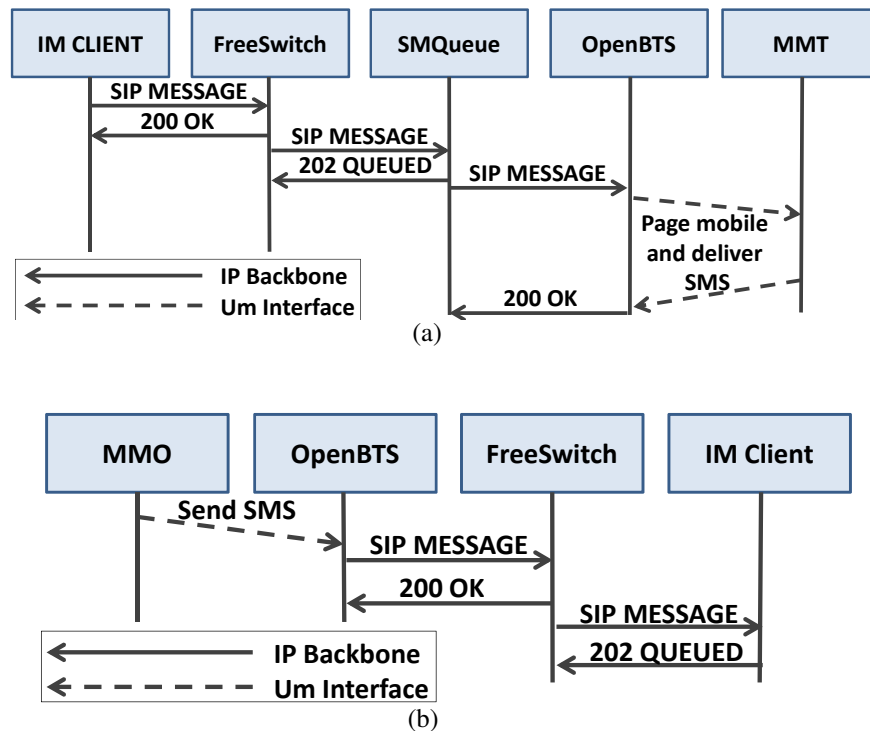 IM CLIENT
FreeSwitch
SMQueue
OpenBTS
MMT
SIP MESSAGE
200 OK
SIP MESSAGE
202 QUEUED
SIP MESSAGE
Page mobile
and deliver
SMS
200 OK
IP Backbone
Um Interface
(a)
MMO
OpenBTS
FreeSwitch
IM Client
Send SMS
SIP MESSAGE
200 OK
SIP MESSAGE
202 QUEUED
IP Backbone
Um Interface
(b)